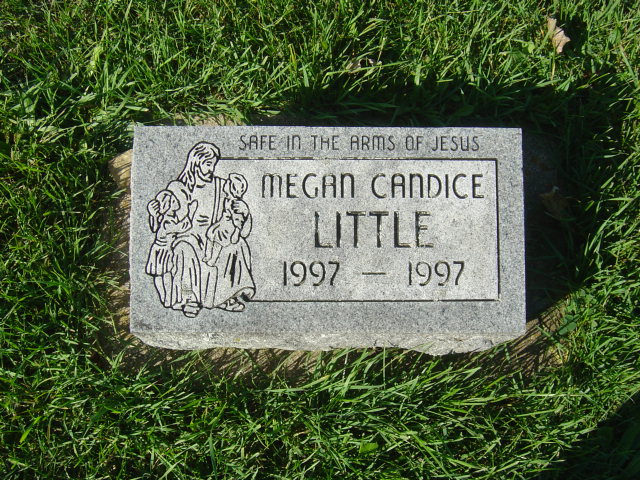 SAFE IN THE ARMS OF JESUS
MEGAN CANDICE
LITTLE
1997 — 1997